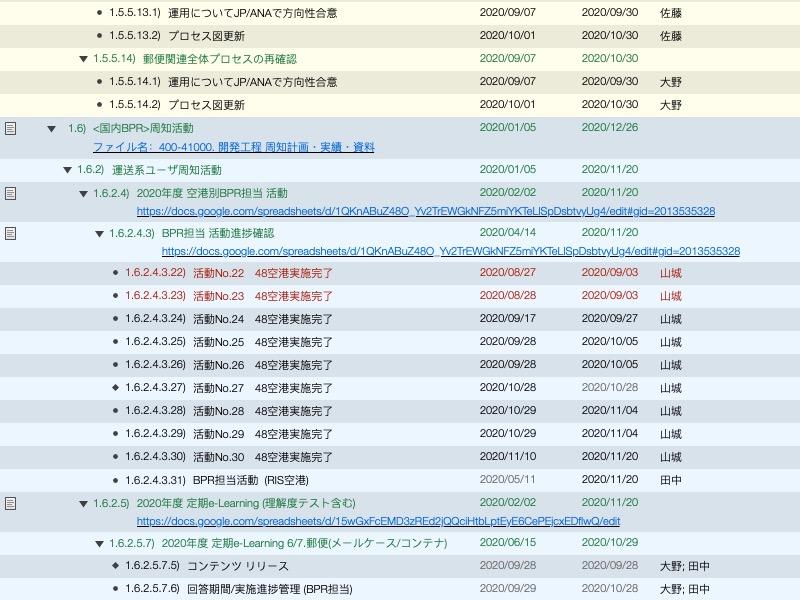 1.5.5.13.1) 運用についてJP/ANAで方向性合意 2020/09/07 2020/09/30 佐藤
1.5.5.13.2) プロセス図更新 2020/10/01 2020/09/30 佐藤
1.5.5.14) 郵便関連全体プロセスの再確認 2020/09/07 2020/10/30
1.5.5.14.1) 運用についてJP/ANAで方向性合意 2020/09/07 2020/09/30 大野
1.5.5.14.2) プロセス図更新 2020/10/01 2020/10/30 大野
1.6) <国内BPR>周知活動 2020/01/05 2020/12/26
ファイル名：400-41000. 開発工程 周知計画・実績・資料
1.6.2) 運送系ユーザ周知活動 2020/01/05 2020/11/20
1.6.2.4) 2020年度 空港別BPR担当 活動 2020/02/02 2020/11/20
https://docs.google.com/spreadsheets/d/1QKnABuZ48O_Yv2TrEWGkNFZ5miYKTeLlSpDsbtvyUg4/edit#gid=2013535328
1.6.2.4.3) BPR担当 活動進捗確認 2020/04/14 2020/11/20
https://docs.google.com/spreadsheets/d/1QKnABuZ48O_Yv2TrEWGkNFZ5miYKTeLlSpDsbtvyUg4/edit#gid=2013535328
1.6.2.4.3.22) 活動No.22 48空港実施完了 2020/08/27 2020/09/03 山城
1.6.2.4.3.23) 活動No.23 48空港実施完了 2020/08/28 2020/09/03 山城
1.6.2.4.3.24) 活動No.24 48空港実施完了 2020/09/17 2020/09/27 山城
1.6.2.4.3.25) 活動No.25 48空港実施完了 2020/09/28 2020/10/05 山城
1.6.2.4.3.26) 活動No.26 48空港実施完了 2020/09/28 2020/10/05 山城
1.6.2.4.3.27) 活動No.27 48空港実施完了 2020/10/28 2020/10/28 山城
1.6.2.4.3.28) 活動No.28 48空港実施完了 2020/10/29 2020/11/04 山城
1.6.2.4.3.29) 活動No.29 48空港実施完了 2020/10/29 2020/11/04 山城
1.6.2.4.3.30) 活動No.30 48空港実施完了 2020/11/10 2020/11/20 山城
1.6.2.4.3.31) BPR担当活動 (RIS空港) 2020/05/11 2020/11/20 田中
1.6.2.5) 2020年度 定期e-Learning (理解度テスト含む) 2020/02/02 2020/11/20
https://docs.google.com/spreadsheets/d/15wGxFcEMD3zREd2jQQciHtbLptEyE6CePEjcxEDflwQ/edit
1.6.2.5.7) 2020年度 定期e-Learning 6/7.郵便(メールケース/コンテナ) 2020/06/15 2020/10/29
1.6.2.5.7.5) コンテンツ リリース 2020/09/28 2020/09/28 大野; 田中
1.6.2.5.7.6) 回答期間/実施進捗管理 (BPR担当) 2020/09/29 2020/10/28 大野; 田中